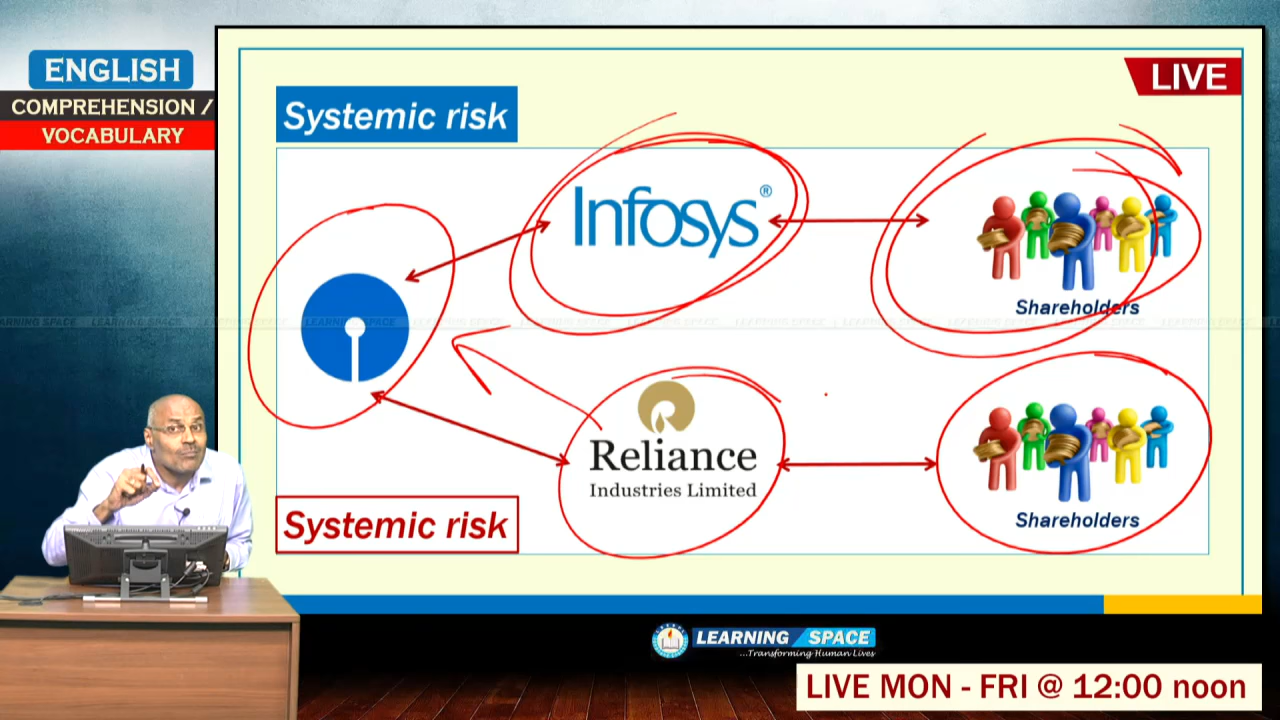 ENGLISH
COMPREHENSION /
VOCABULARY
LIVE
Systemic risk
Infosys®
Shareholders
Reliance
Industries Limited
Shareholders
Systemic risk
LEARNING SPACE
...Transforming Human Lives
LIVE MON - FRI @ 12:00 noon